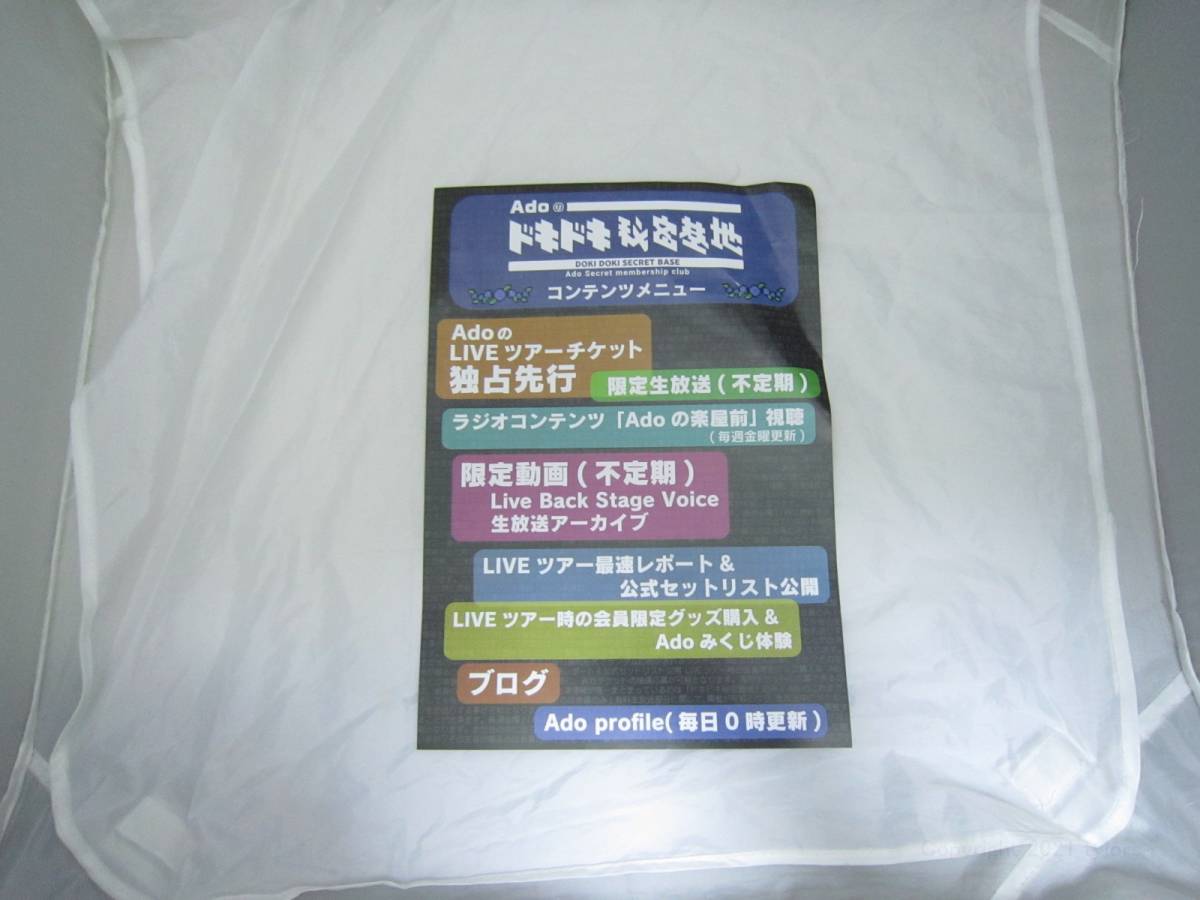 Adoの
ドキドキ秘密基地
DOKI DOKI SECRET BASE
Ado Secret membership club
コンテンツメニュー
Adoの
LIVEツアーチケット
独占先行
限定生放送(不定期)
ラジオコンテンツ「Adoの楽屋前」視聴
(毎週金曜更新)
限定動画(不定期)
Live Back Stage Voice
生放送アーカイブ
LIVEツアー最速レポート&
公式セットリスト公開
LIVEツアー時の会員限定グッズ購入&
Adoみくじ体験
ブログ
Ado profile(毎日0時更新)
Copyright 2021